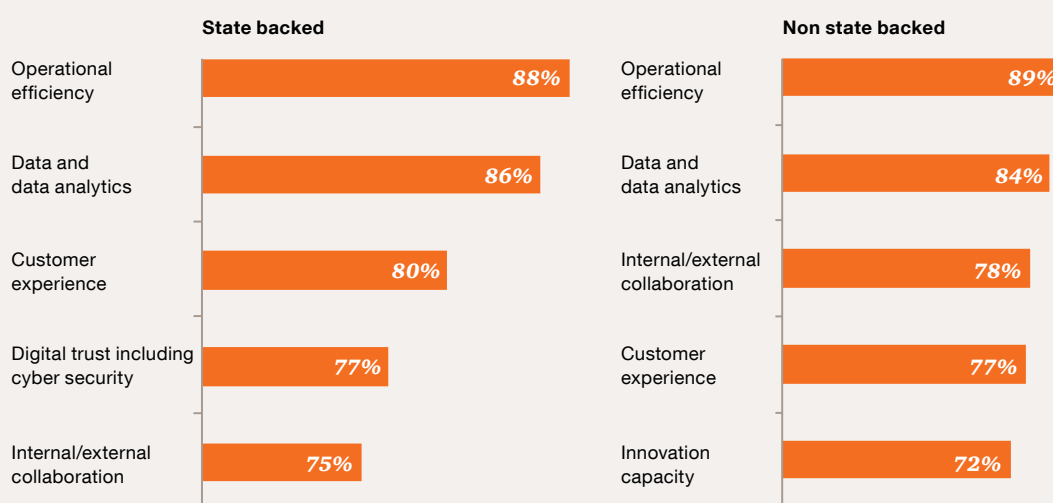 State backed
Operational
efficiency
88%
Data and
data analytics
86%
Customer
experience
80%
Digital trust including
cyber security
77%
Internal/external
collaboration
75%
Non state backed
Operational
efficiency
89%
Data and
data analytics
84%
Internal/external
collaboration
78%
Customer
experience
77%
Innovation
capacity
72%